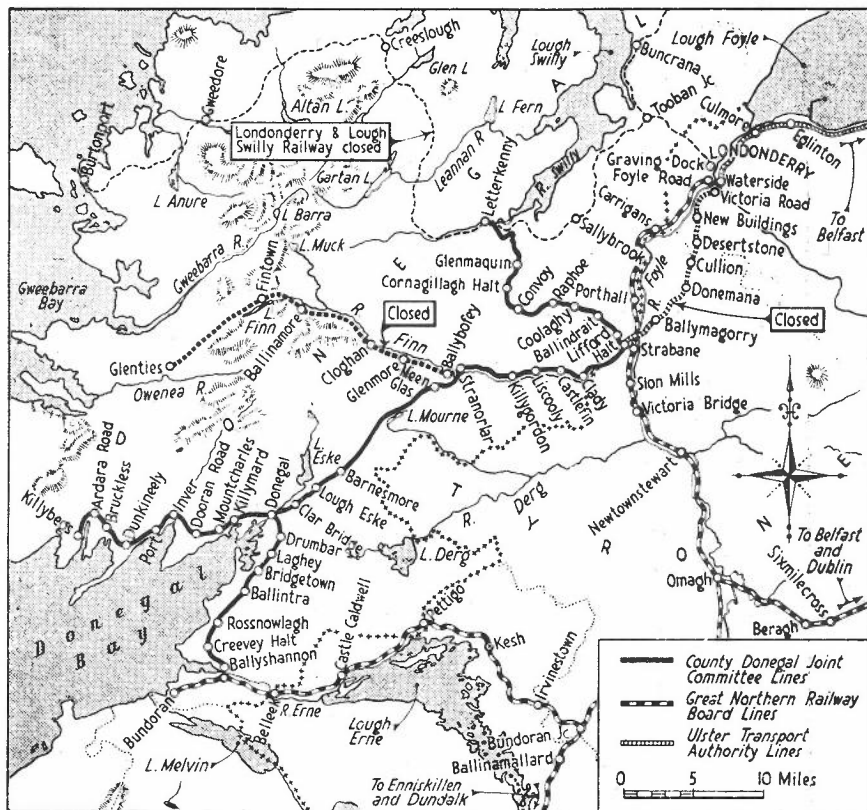 Creeslough
Glen L
Gweedore
Altan L.
Lough
Swilly
Buncrana
Lough Foyle
Tooban Jc
Culmore
L. Fern
Londonderry & Lough
Swilly Railway closed
Burtonport
Leannan R
Gartan L.
L. Anure
Letterkenny
R. Swilly
LONDONDERRY
Eglinton
Graving
Dock
Foyle Road
Waterside
Victoria Road
To
Belfast
Carrigans
Sallybrook
New Buildings
Desertstone
Cullion
Donemana
L. Barra
L. Muck
Gweebarra R.
Gweebarra
Bay
Glenmaquin
Cornagillagh Halt
Convoy
Raphoe
Porthall
Foyle
R
Coolaghy
Ballindrait
Lifford
Halt
Ballymagorry
Closed
Strabane
Fintown
L.
Finn
R
Closed
Finn
Ballybofey
Glenties
Ballinamore
Cloghan
Glenmore
Meen
Glas
Owenea R.
Stranorlar
Killygordon
Liscooly
Castlefin
Clady
Sion Mills
Victoria Bridge
L. Mourne
L.
Eske
Barnesmore
Lough Eske
Clar Bridge
Newtownstewart
R. Derg
L. Derg
Killybegs
Ardara Road
Bruckless
Dunkineely
Port
Inver
Dooran Road
Mountcharles
Killymard
Donegal
Drumbar
Laghey
Bridgetown
Ballintra
Rossnowlagh
Creevey Halt
Ballyshannon
Donegal
Bay
D O N E G A L
T Y R O N E
Omagh
Sixmilecross
Beragh
To Belfast
and
Dublin
Castle Caldwell
Pettigo
Kesh
Irvinestown
Bundoran
Belleek
R. Erne
Lough
Erne
L. Melvin
Bundoran Jc
Ballinamallard
To Enniskillen
and Dundalk
County Donegal Joint
Committee Lines
Great Northern Railway
Board Lines
Ulster Transport
Authority Lines
0 10 Miles